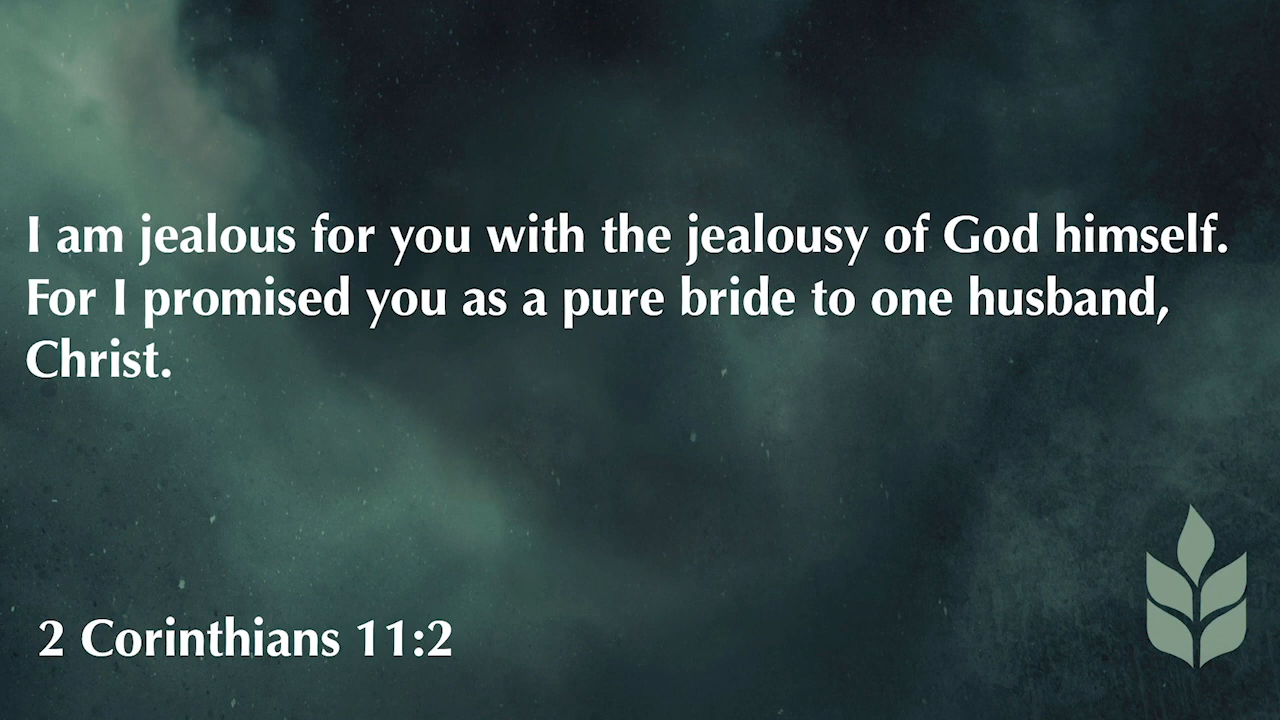 I am jealous for you with the jealousy of God himself.
For I promised you as a pure bride to one husband,
Christ.
2 Corinthians 11:2